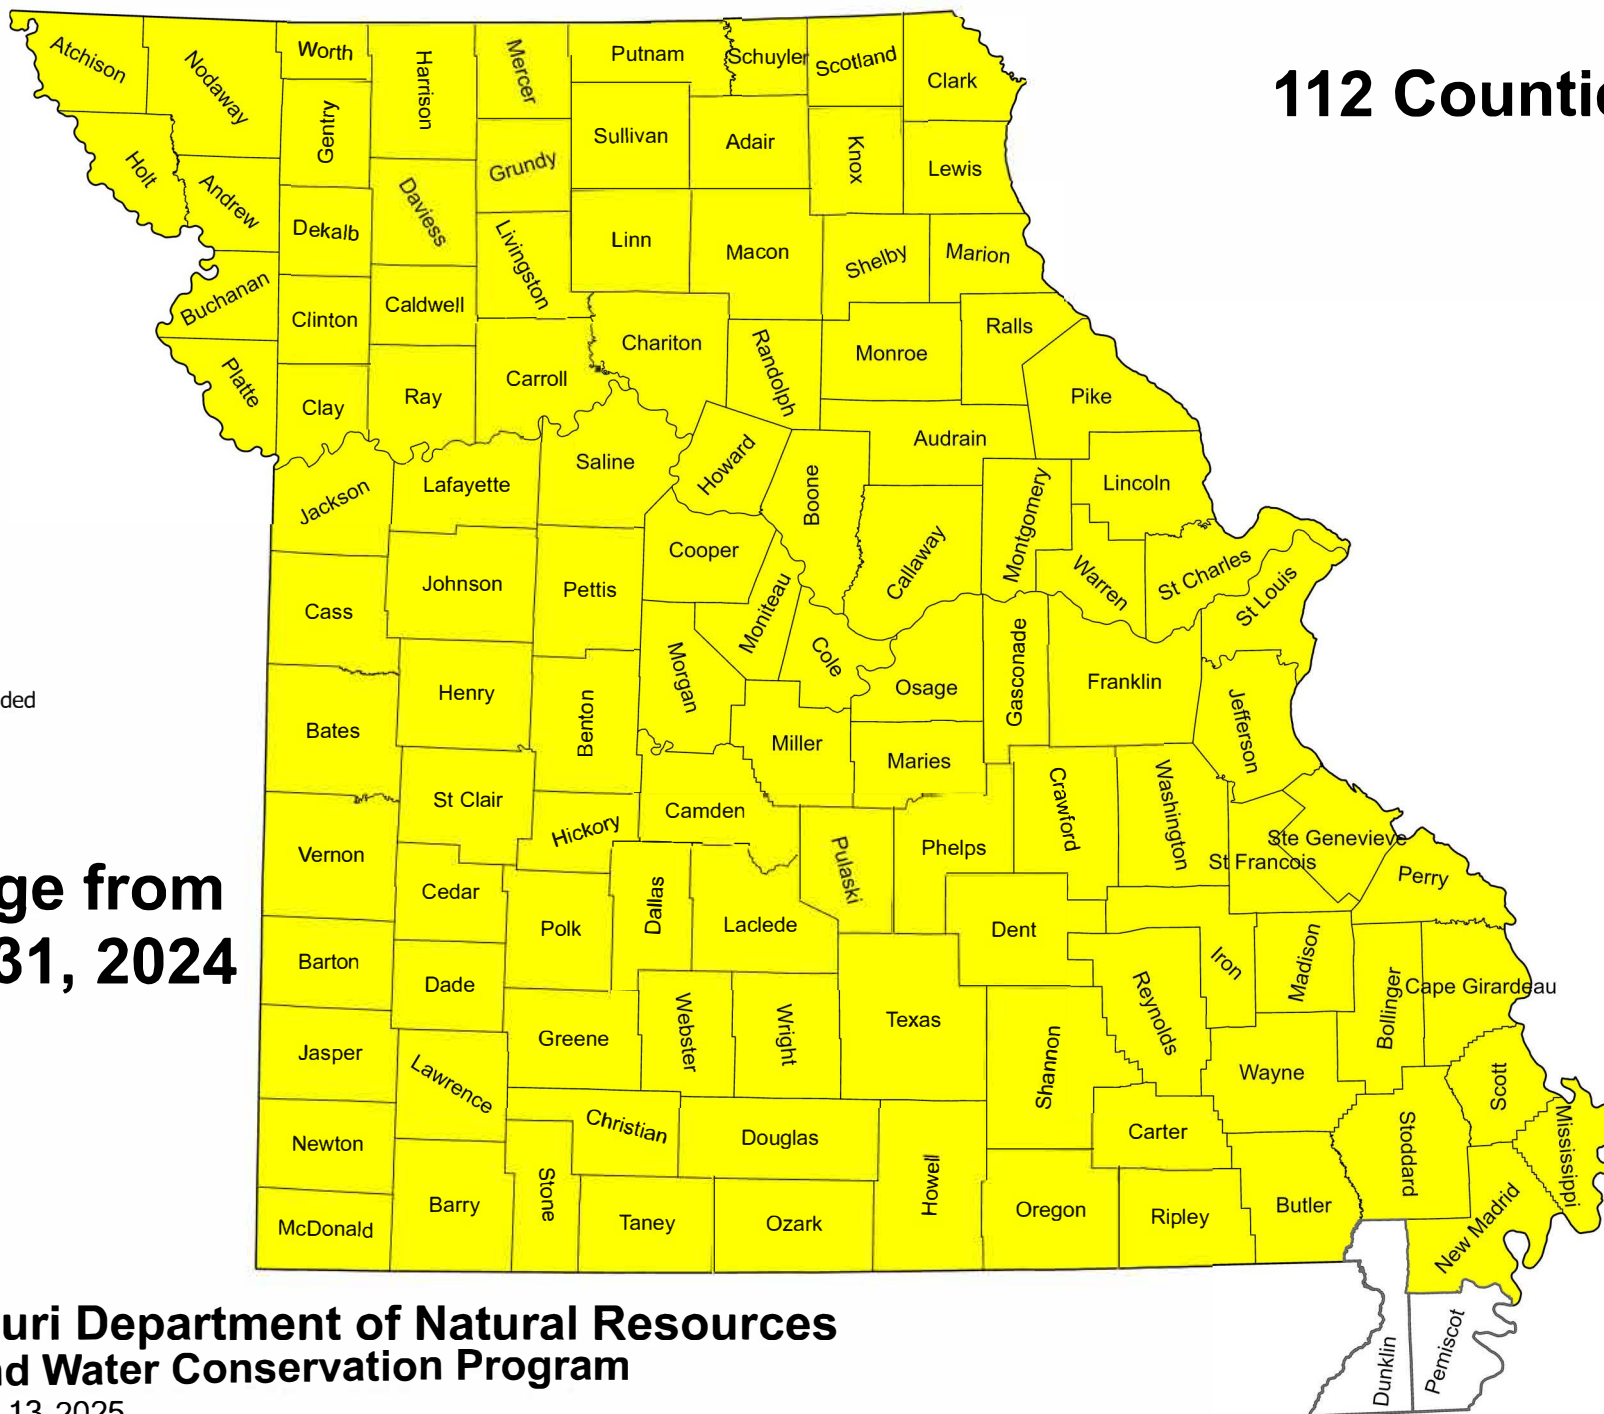 Atchison
Nodaway
Worth
Harrison
Mercer
Putnam
Schuyler
Scotland
Clark
112 Countie
Gentry
Sullivan
Adair
Knox
Lewis
Holt
Andrew
Grundy
Daviess
Dekalb
Livingston
Linn
Macon
Shelby
Marion
Buchanan
Clinton
Caldwell
Chariton
Randolph
Monroe
Ralls
Platte
Clay
Ray
Carroll
Pike
Audrain
Saline
Howard
Boone
Jackson
Lafayette
Lincoln
Montgomery
Cooper
Callaway
Johnson
Pettis
Moniteau
Warren
St Charles
St Louis
Cass
Cole
Morgan
Osage
Gasconade
Franklin
ded
Henry
Bates
Benton
Miller
Maries
Jefferson
St Clair
Camden
Crawford
Washington
Hickory
Vernon
Pulaski
Phelps
Ste Genevieve
St Francois
Perry
ge from
31, 2024
Cedar
Dallas
Polk
Laclede
Dent
Barton
Dade
Iron
Madison
Bollinger
Cape Girardeau
Reynolds
Greene
Webster
Wright
Texas
Jasper
Lawrence
Shannon
Wayne
Scott
Newton
Christian
Douglas
Carter
Stoddard
Mississippi
McDonald
Barry
Stone
Taney
Ozark
Howell
Oregon
Ripley
Butler
New Madrid
Dunklin
Pemiscot
uri Department of Natural Resources
nd Water Conservation Program
13, 2025